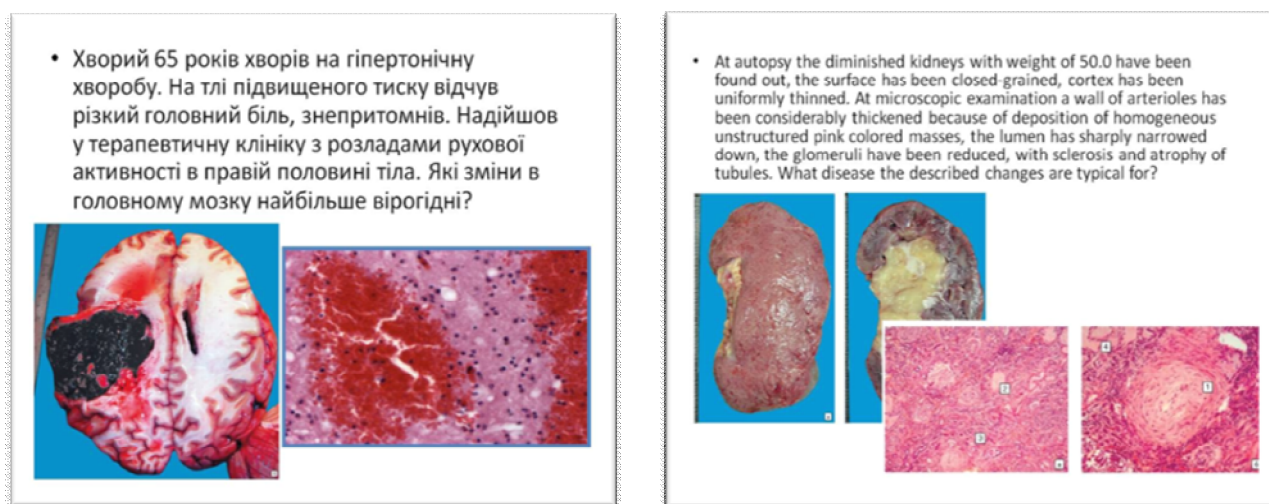 • Хворий 65 років хворів на гіпертонічну
хворобу. На тлі підвищеного тиску відчув
різкий головний біль, знепритомнів. Надійшов
у терапевтичну клініку з розладами рухової
активності в правій половині тіла. Які зміни в
головному мозку найбільше вірогідні?
• At autopsy the diminished kidneys with weight of 50.0 have been
found out, the surface has been closed-grained, cortex has been
uniformly thinned. At microscopic examination a wall of arterioles has
been considerably thickened because of deposition of homogeneous
unstructured pink colored masses, the lumen has sharply narrowed
down, the glomeruli have been reduced, with sclerosis and atrophy of
tubules. What disease the described changes are typical for?
4
1
2
3